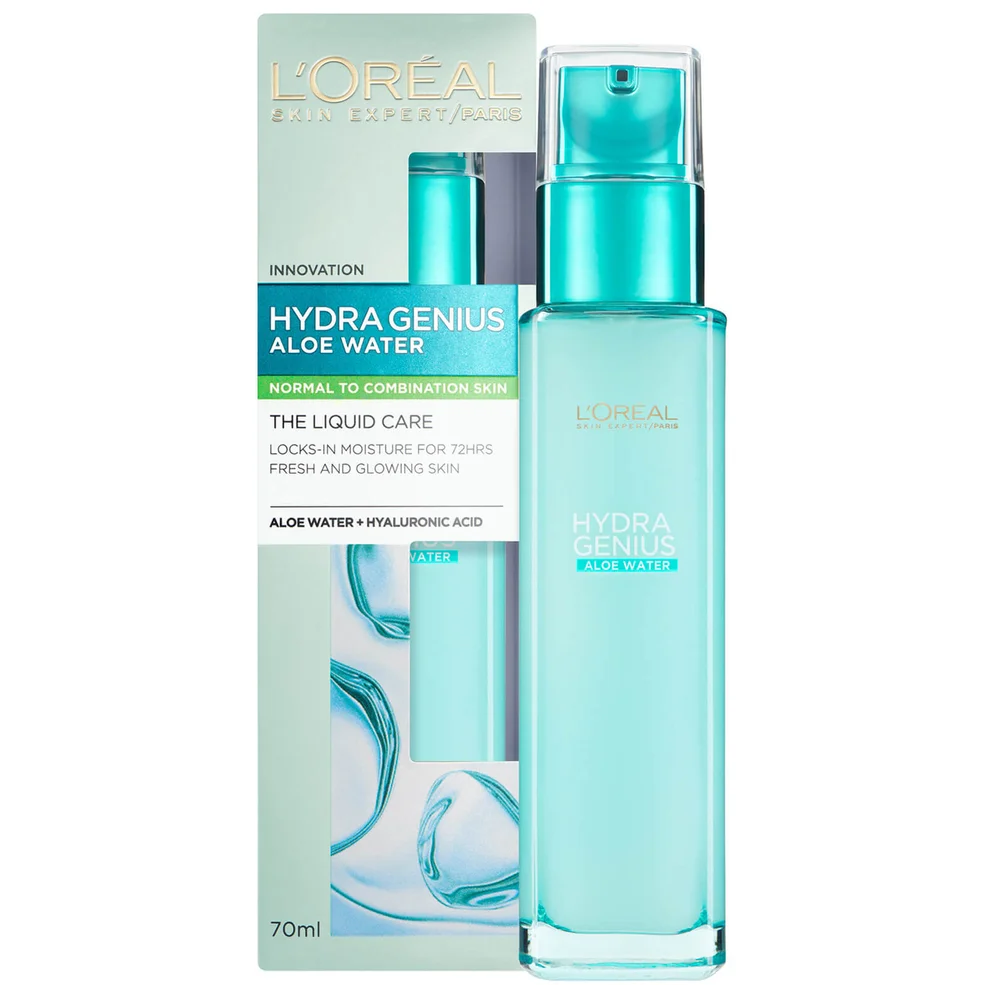 L'ORÉAL
SKIN EXPERT/PARIS
INNOVATION
HYDRA GENIUS
ALOE WATER
NORMAL TO COMBINATION SKIN
THE LIQUID CARE
LOCKS-IN MOISTURE FOR 72HRS
FRESH AND GLOWING SKIN
ALOE WATER + HYALURONIC ACID
WATER
70ml
L'ORÉAL
SKIN EXPERT/PARIS
HYDRA
GENIUS
ALOE WATER